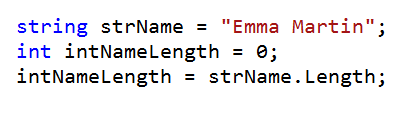 string strName = "Emma Martin";
int intNameLength = 0;
intNameLength = strName.Length;